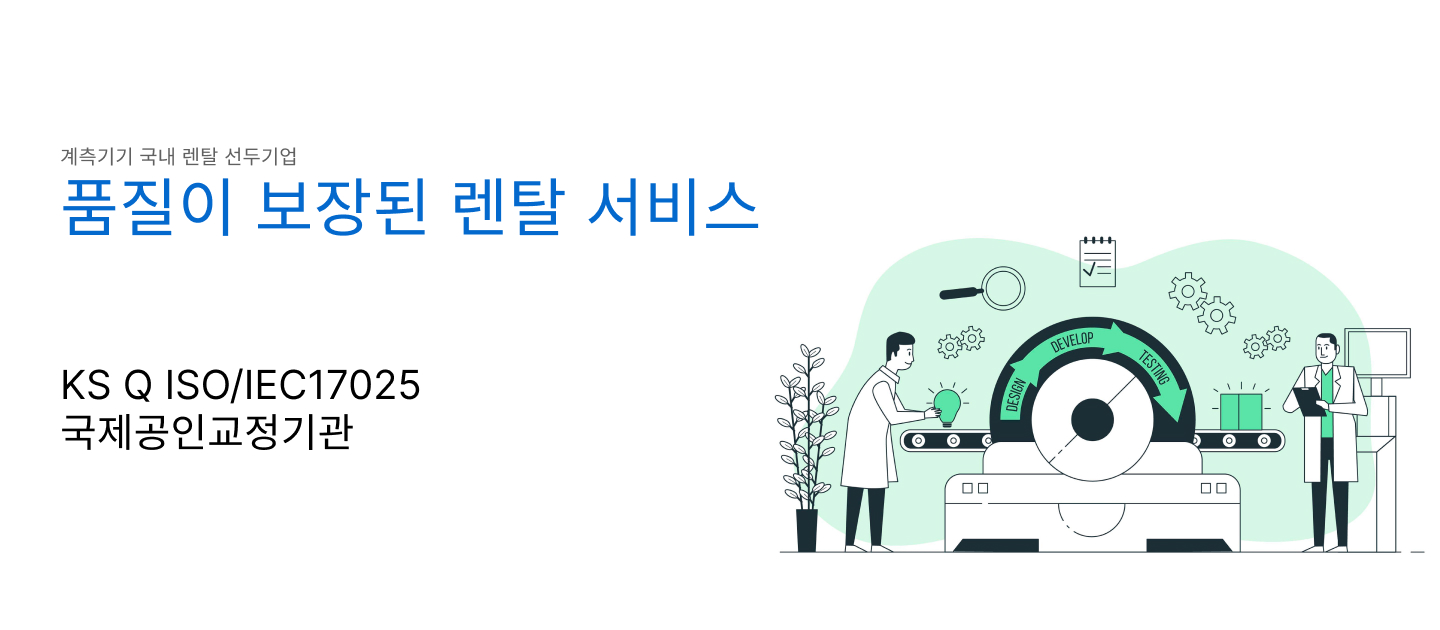 계측기기 국내 렌탈 선두기업
품질이 보장된 렌탈 서비스
KS Q ISO/IEC17025
국제공인교정기관
DESIGN
DEVELOP
TESTING